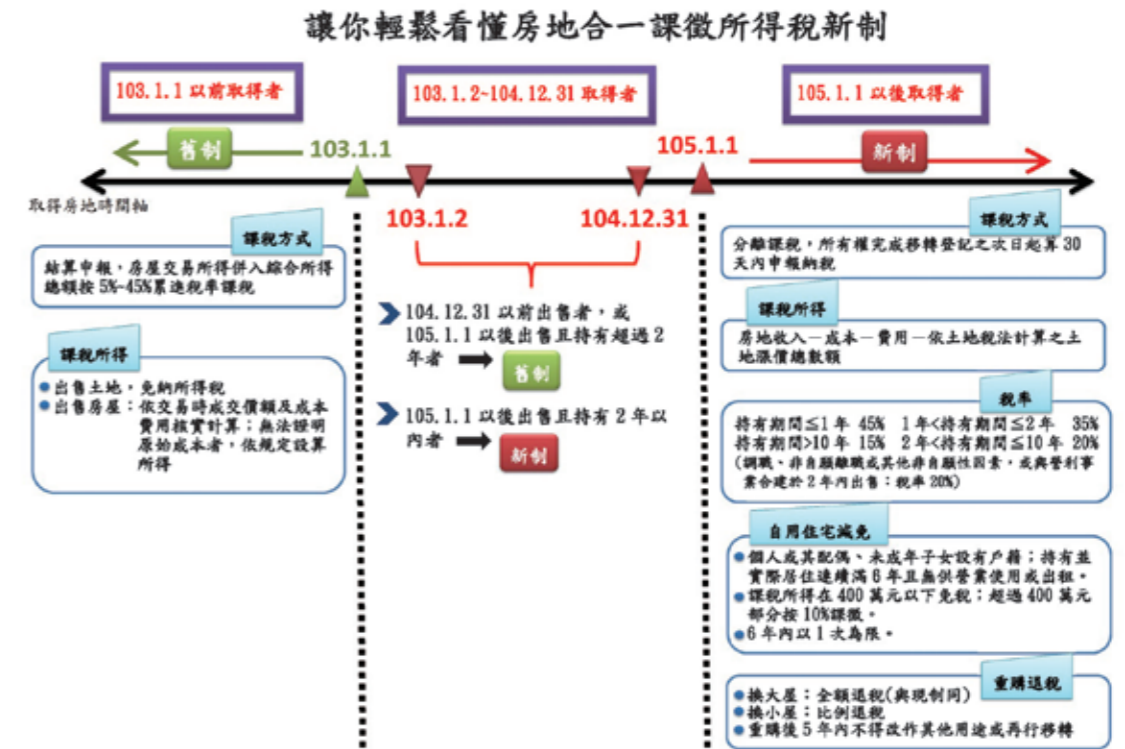 讓你輕鬆看懂房地合一課徵所得稅新制
103.1.1以前取得者
103.1.2~104.12.31取得者
105.1.1以後取得者
舊制
103.1.1
105.1.1
新制
取得房地時間軸
103.1.2
104.12.31
課稅方式
結算申報，房屋交易所得併入綜合所得
總額按5%~45%累進稅率課稅
課稅所得
出售土地，免納所得稅
出售房屋：依交易時成交價額及成本
費用核實計算；無法證明
原始成本者，依規定設算
所得
104.12.31以前出售者，或
105.1.1以後出售且持有超過2
年者
舊制
105.1.1以後出售且持有2年以
內者
新制
課稅方式
分離課稅，所有權完成移轉登記之次日起算30
天內申報納稅
課稅所得
房地收入－成本－費用－依土地稅法計算之土
地漲價總數額
稅率
持有期間≦1年 45% 1年<持有期間≦2年 35%
持有期間>10年 15% 2年<持有期間≦10年 20%
(調職、非自願離職或其他非自願性因素，或與營利事
業合建於2年內出售：稅率20%)
自用住宅減免
個人或其配偶、未成年子女設有戶籍；持有並
實際居住連續滿6年且無供營業使用或出租。
課稅所得在400萬元以下免稅；超過400萬元
部分按10%課徵。
6年內以1次為限。
重購退稅
換大屋：全額退稅(與現制同)
換小屋：比例退稅
重購後5年內不得改作其他用途或再行移轉